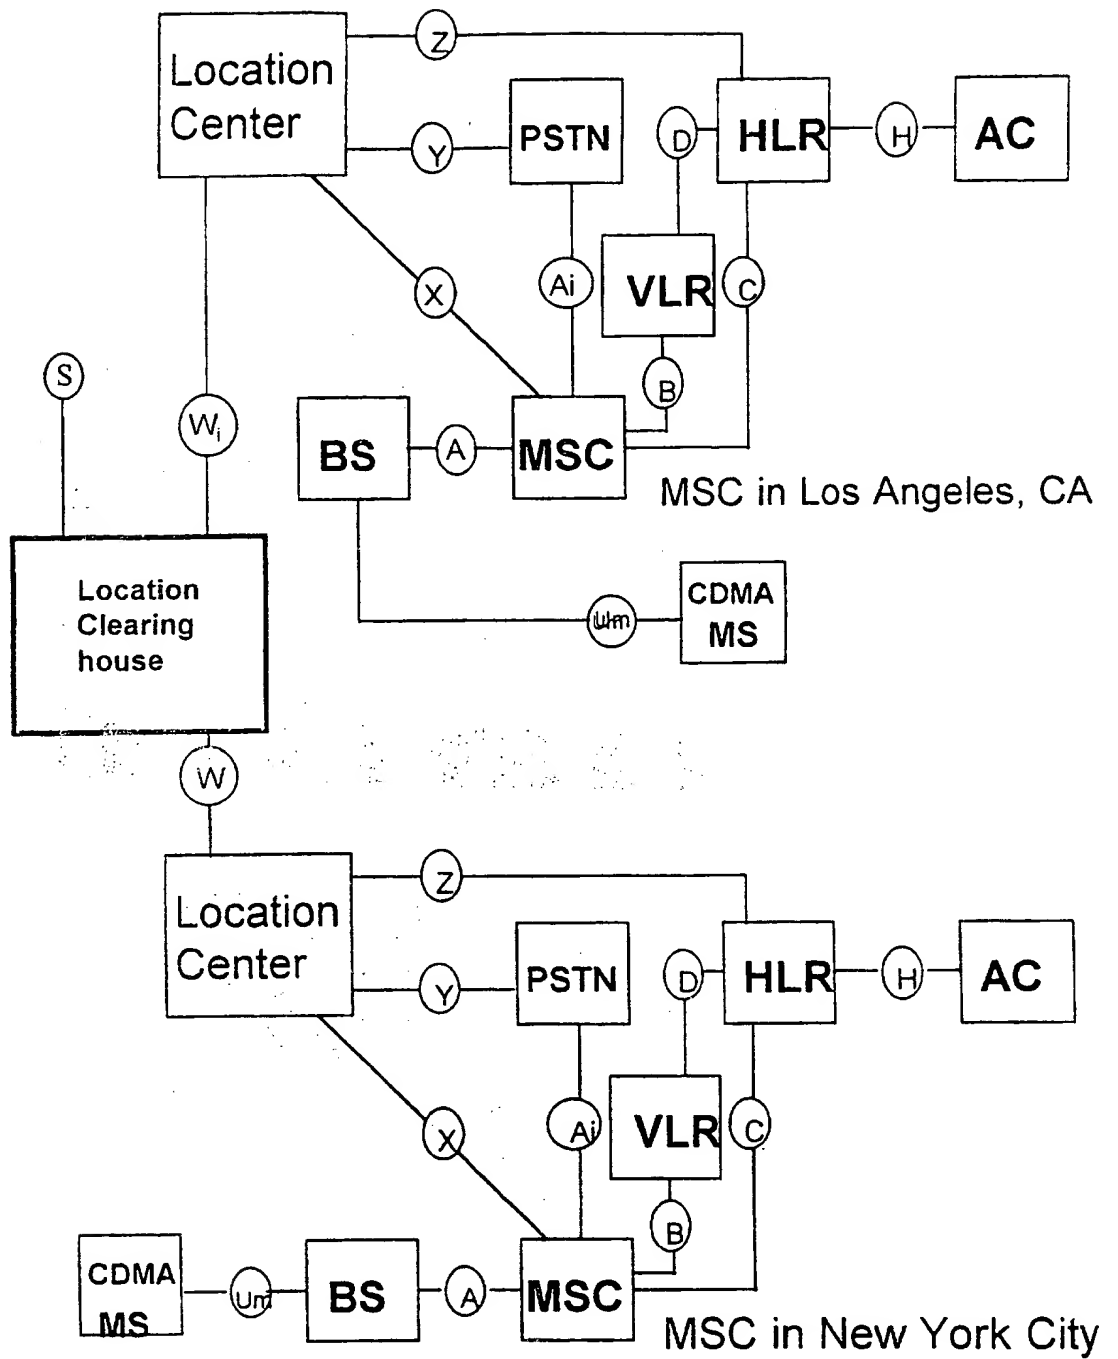 Z
Location
Center
PSTN
D
HLR
H
AC
Y
Ai
VLR
C
X
S
B
Wi
BS
A
MSC
MSC in Los Angeles, CA
Location
Clearing
house
Um
CDMA
MS
W
Z
Location
Center
PSTN
D
HLR
H
AC
Y
Ai
VLR
C
X
B
CDMA
MS
Um
BS
A
MSC
MSC in New York City